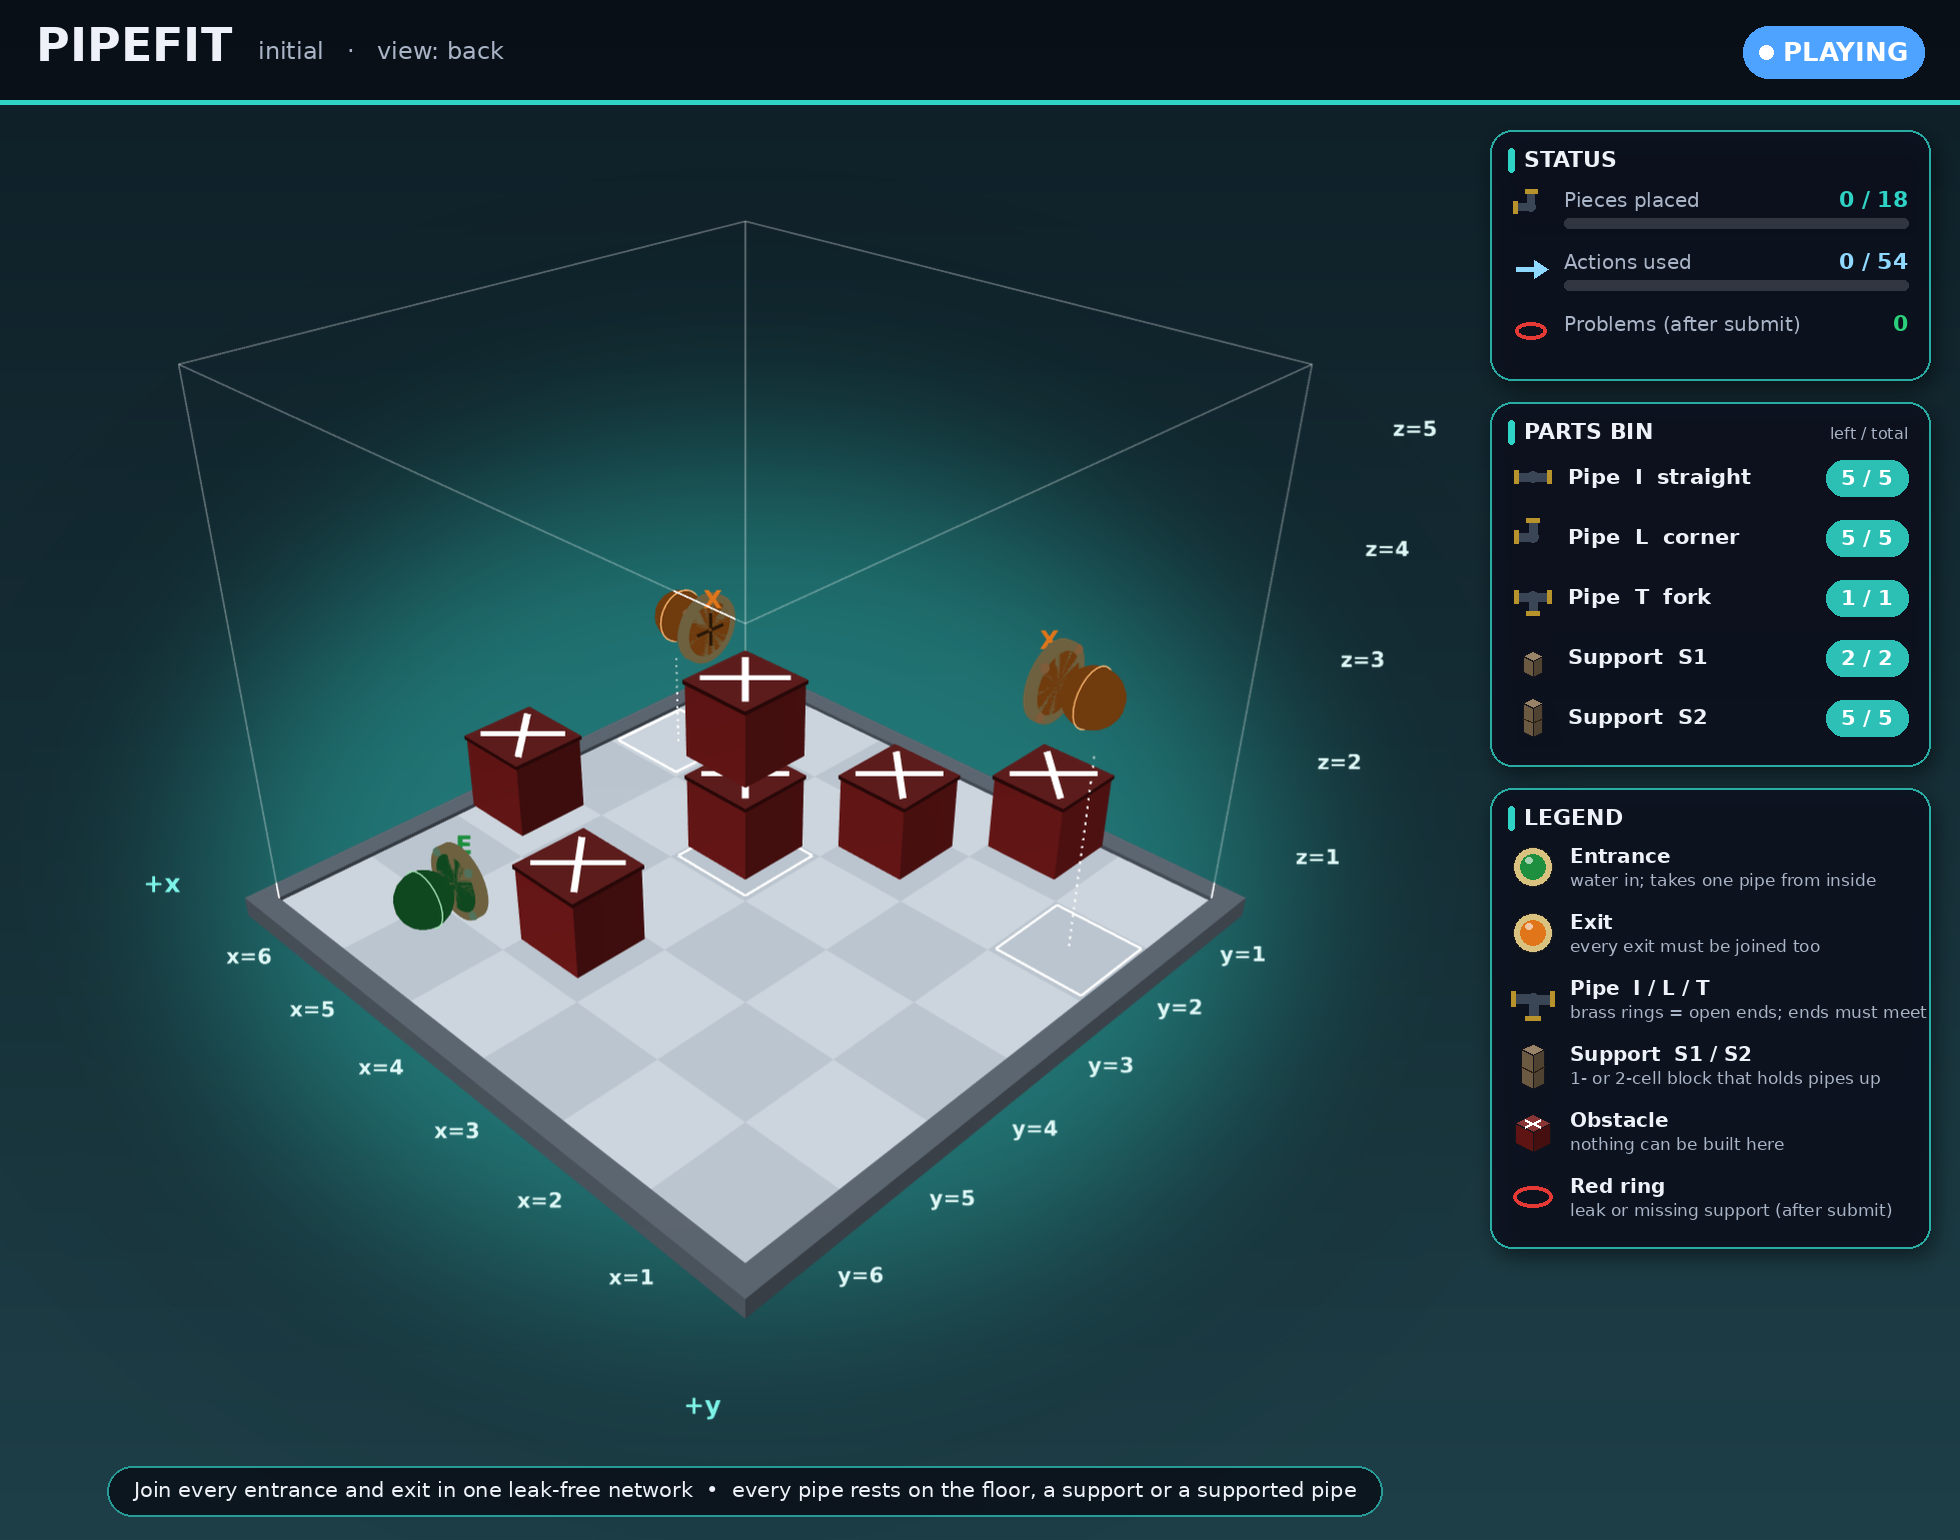 PIPEFIT initial · view: back
PLAYING
STATUS
Pieces placed 0 / 18
Actions used 0 / 54
Problems (after submit) 0
PARTS BIN left / total
Pipe I straight 5 / 5
Pipe L corner 5 / 5
Pipe T fork 1 / 1
Support S1 2 / 2
Support S2 5 / 5
LEGEND
Entrance
water in; takes one pipe from inside
Exit
every exit must be joined too
Pipe I / L / T
brass rings = open ends; ends must meet
Support S1 / S2
1- or 2-cell block that holds pipes up
Obstacle
nothing can be built here
Red ring
leak or missing support (after submit)
z=5
z=4
z=3
z=2
z=1
X
X
E
+x
x=6
x=5
x=4
x=3
x=2
x=1
y=1
y=2
y=3
y=4
y=5
y=6
+y
Join every entrance and exit in one leak-free network • every pipe rests on the floor, a support or a supported pipe